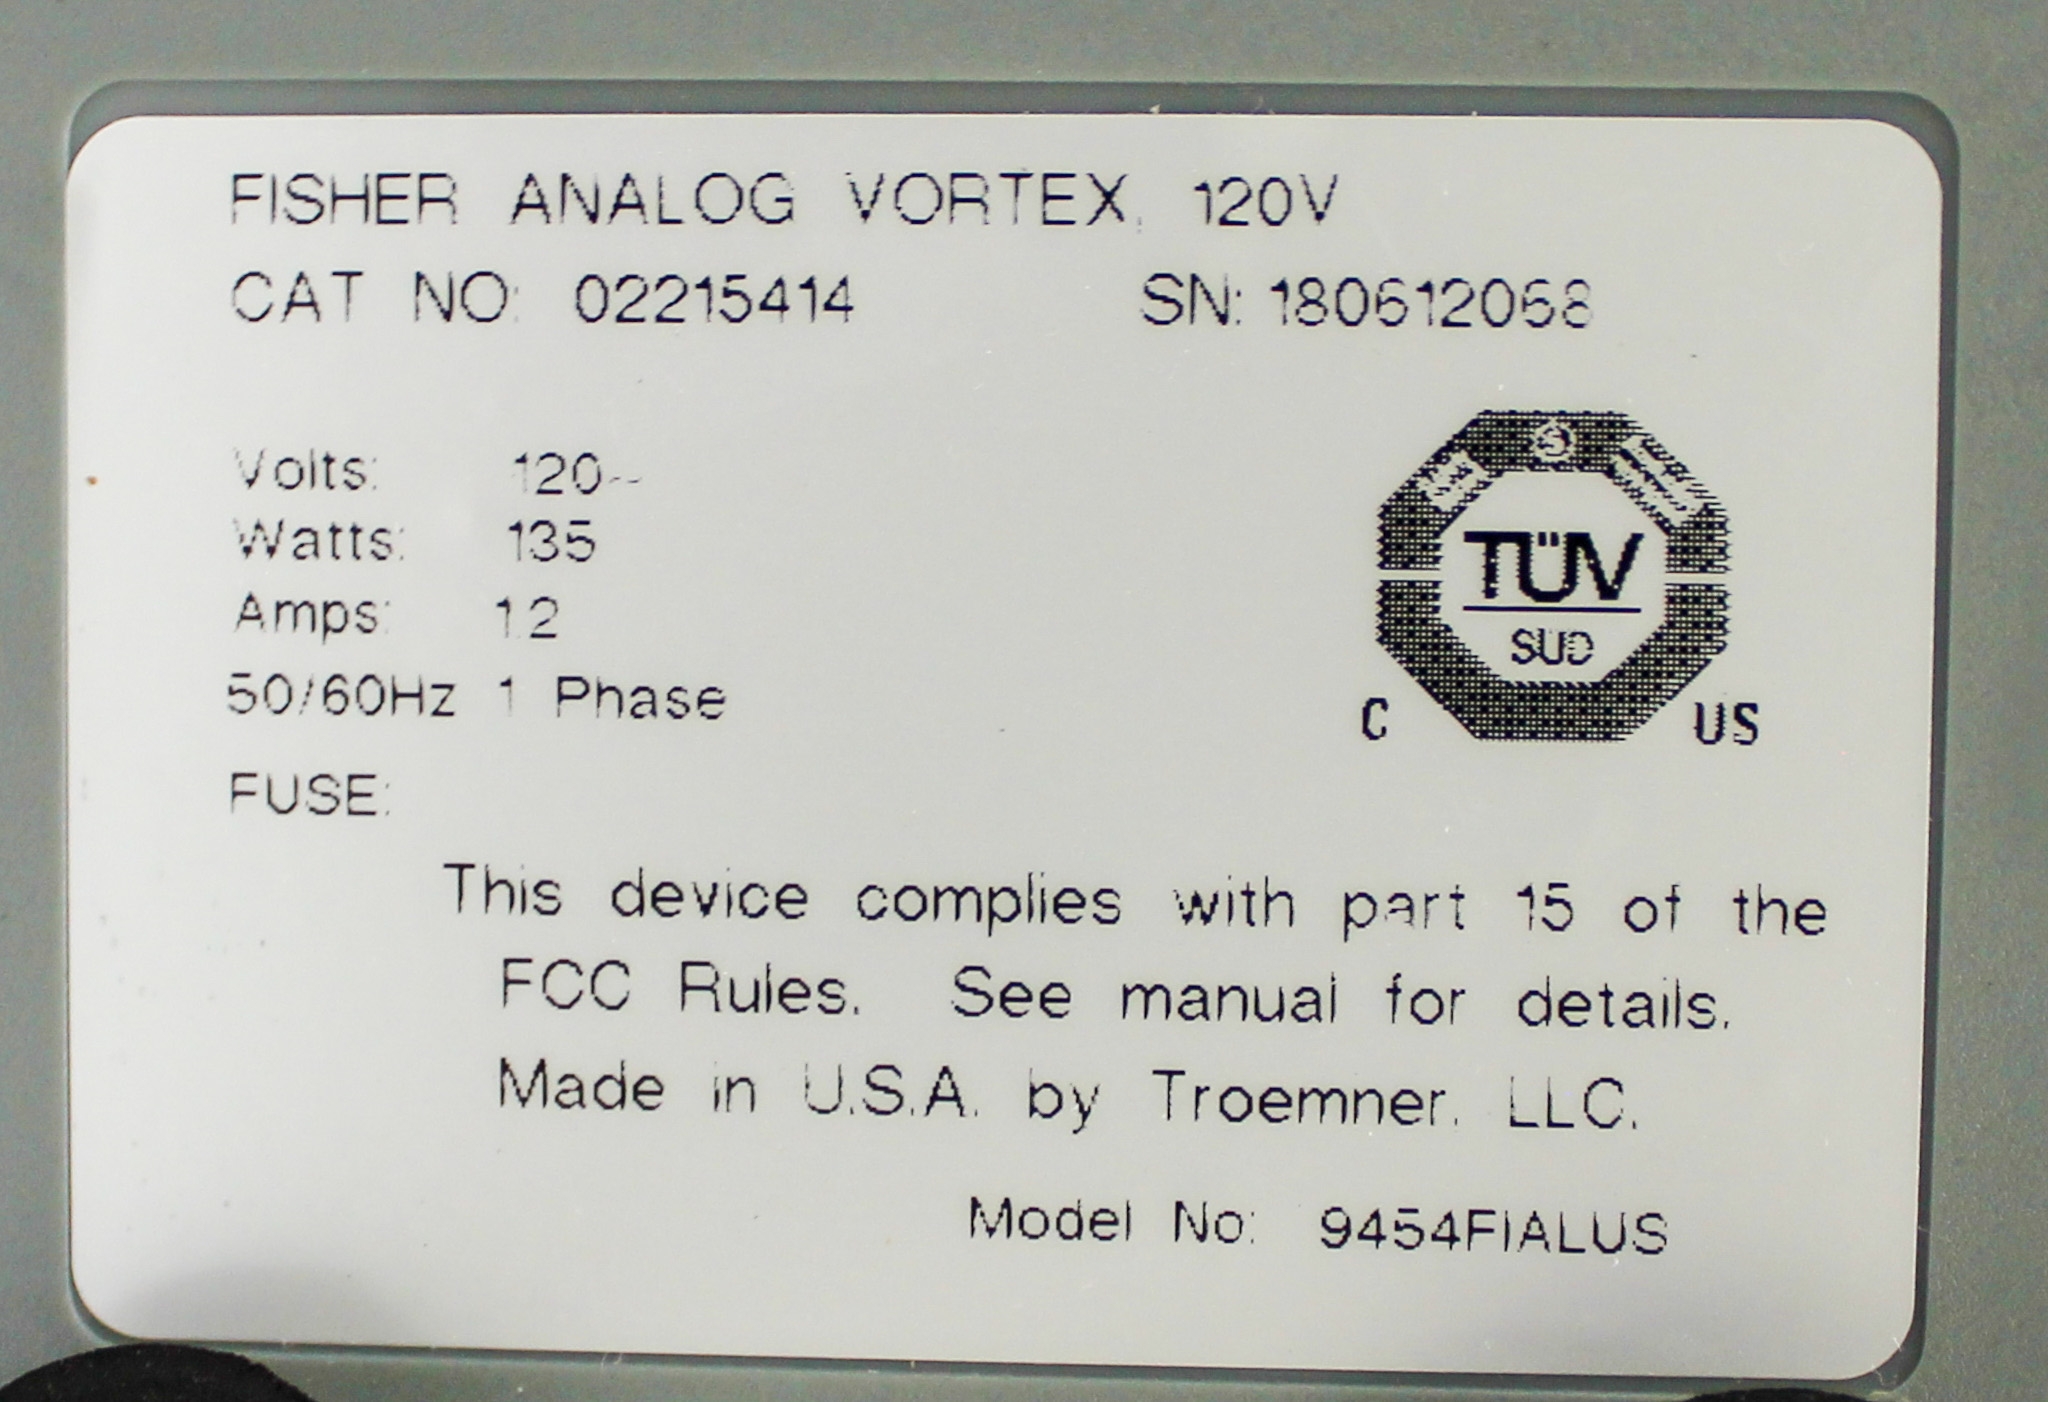 FISHER ANALOG VORTEX, 120V
CAT NO: 02215414 SN: 180612068
Volts: 120~
Watts: 135
Amps: 1.2
50/60Hz 1 Phase
FUSE:
TÜV
SÜD
C US
This device complies with part 15 of the
FCC Rules. See manual for details.
Made in U.S.A. by Troemner, LLC.
Model No: 9454FIALUS